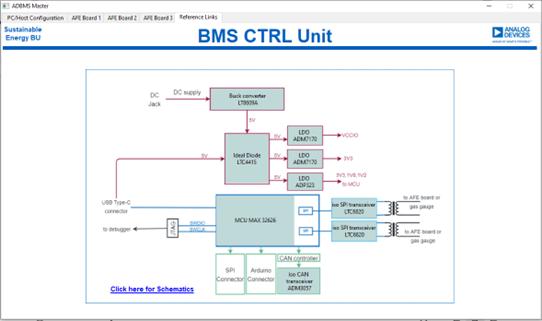 ADBMS Master
PC/Host Configuration AFE Board 1 AFE Board 2 AFE Board 3 Reference Links
Sustainable
Energy BU
BMS CTRL Unit
ANALOG
DEVICES
DC
Jack
DC supply
Buck converter
LT8609A
5V
5V
Ideal Diode
LTC4415
5V
LDO
ADM7170
VCCIO
5V
LDO
ADM7170
3V3
5V
LDO
ADP323
3V3, 1V8, 1V2
to MCU
USB Type-C
connector
to debugger
JTAG
SWDIO
SWCLK
MCU MAX 32626
SPI
SPI
iso SPI transceiver
LTC6820
iso SPI transceiver
LTC6820
to AFE board or
gas gauge
to AFE board or
gas gauge
SPI
Connector
Arduino
Connector
CAN controller
iso CAN
transceiver
ADM3057
Click here for Schematics